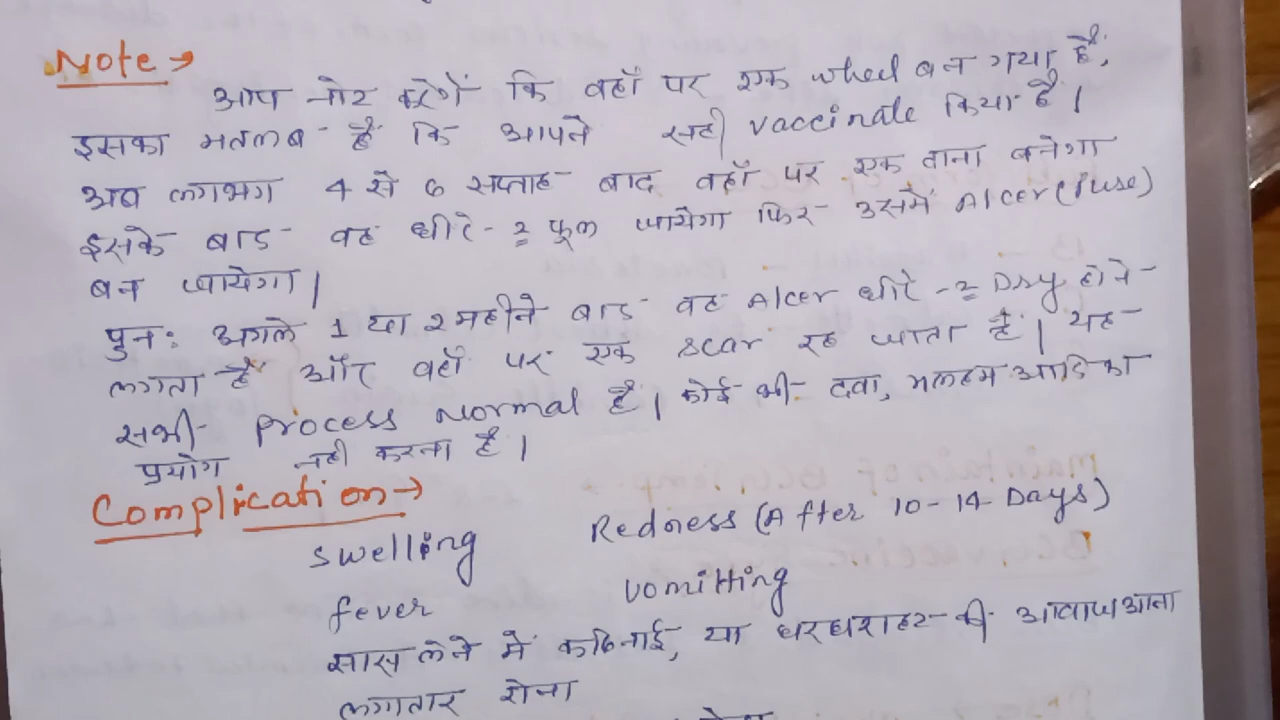 Note →
आप नोट करेगें कि वहाँ पर एक wheel बन गया है,
इसका मतलब है कि आपने सही vaccinate किया है।
अब लगभग 4 से 6 सप्ताह बाद वहाँ पर एक दाना बनेगा
इसके बाद वह धीरे-2 फूल जायेगा फिर उसमें Alcer (Puse)
बन जायेगा।
पुनः अगले 1 या 2 महीने बाद वह Alcer धीरे-2 Dry होने
लगता है और वहाँ पर एक scar रह जाता है। यह
सभी Process Normal है। कोई भी दवा, मलहम आदि का
प्रयोग नही करना है।
Complication →
swelling Redness (After 10-14 Days)
fever vomitting
सास लेने में कठिनाई, या घरघराहट की आवाज आना
लगातार रोना